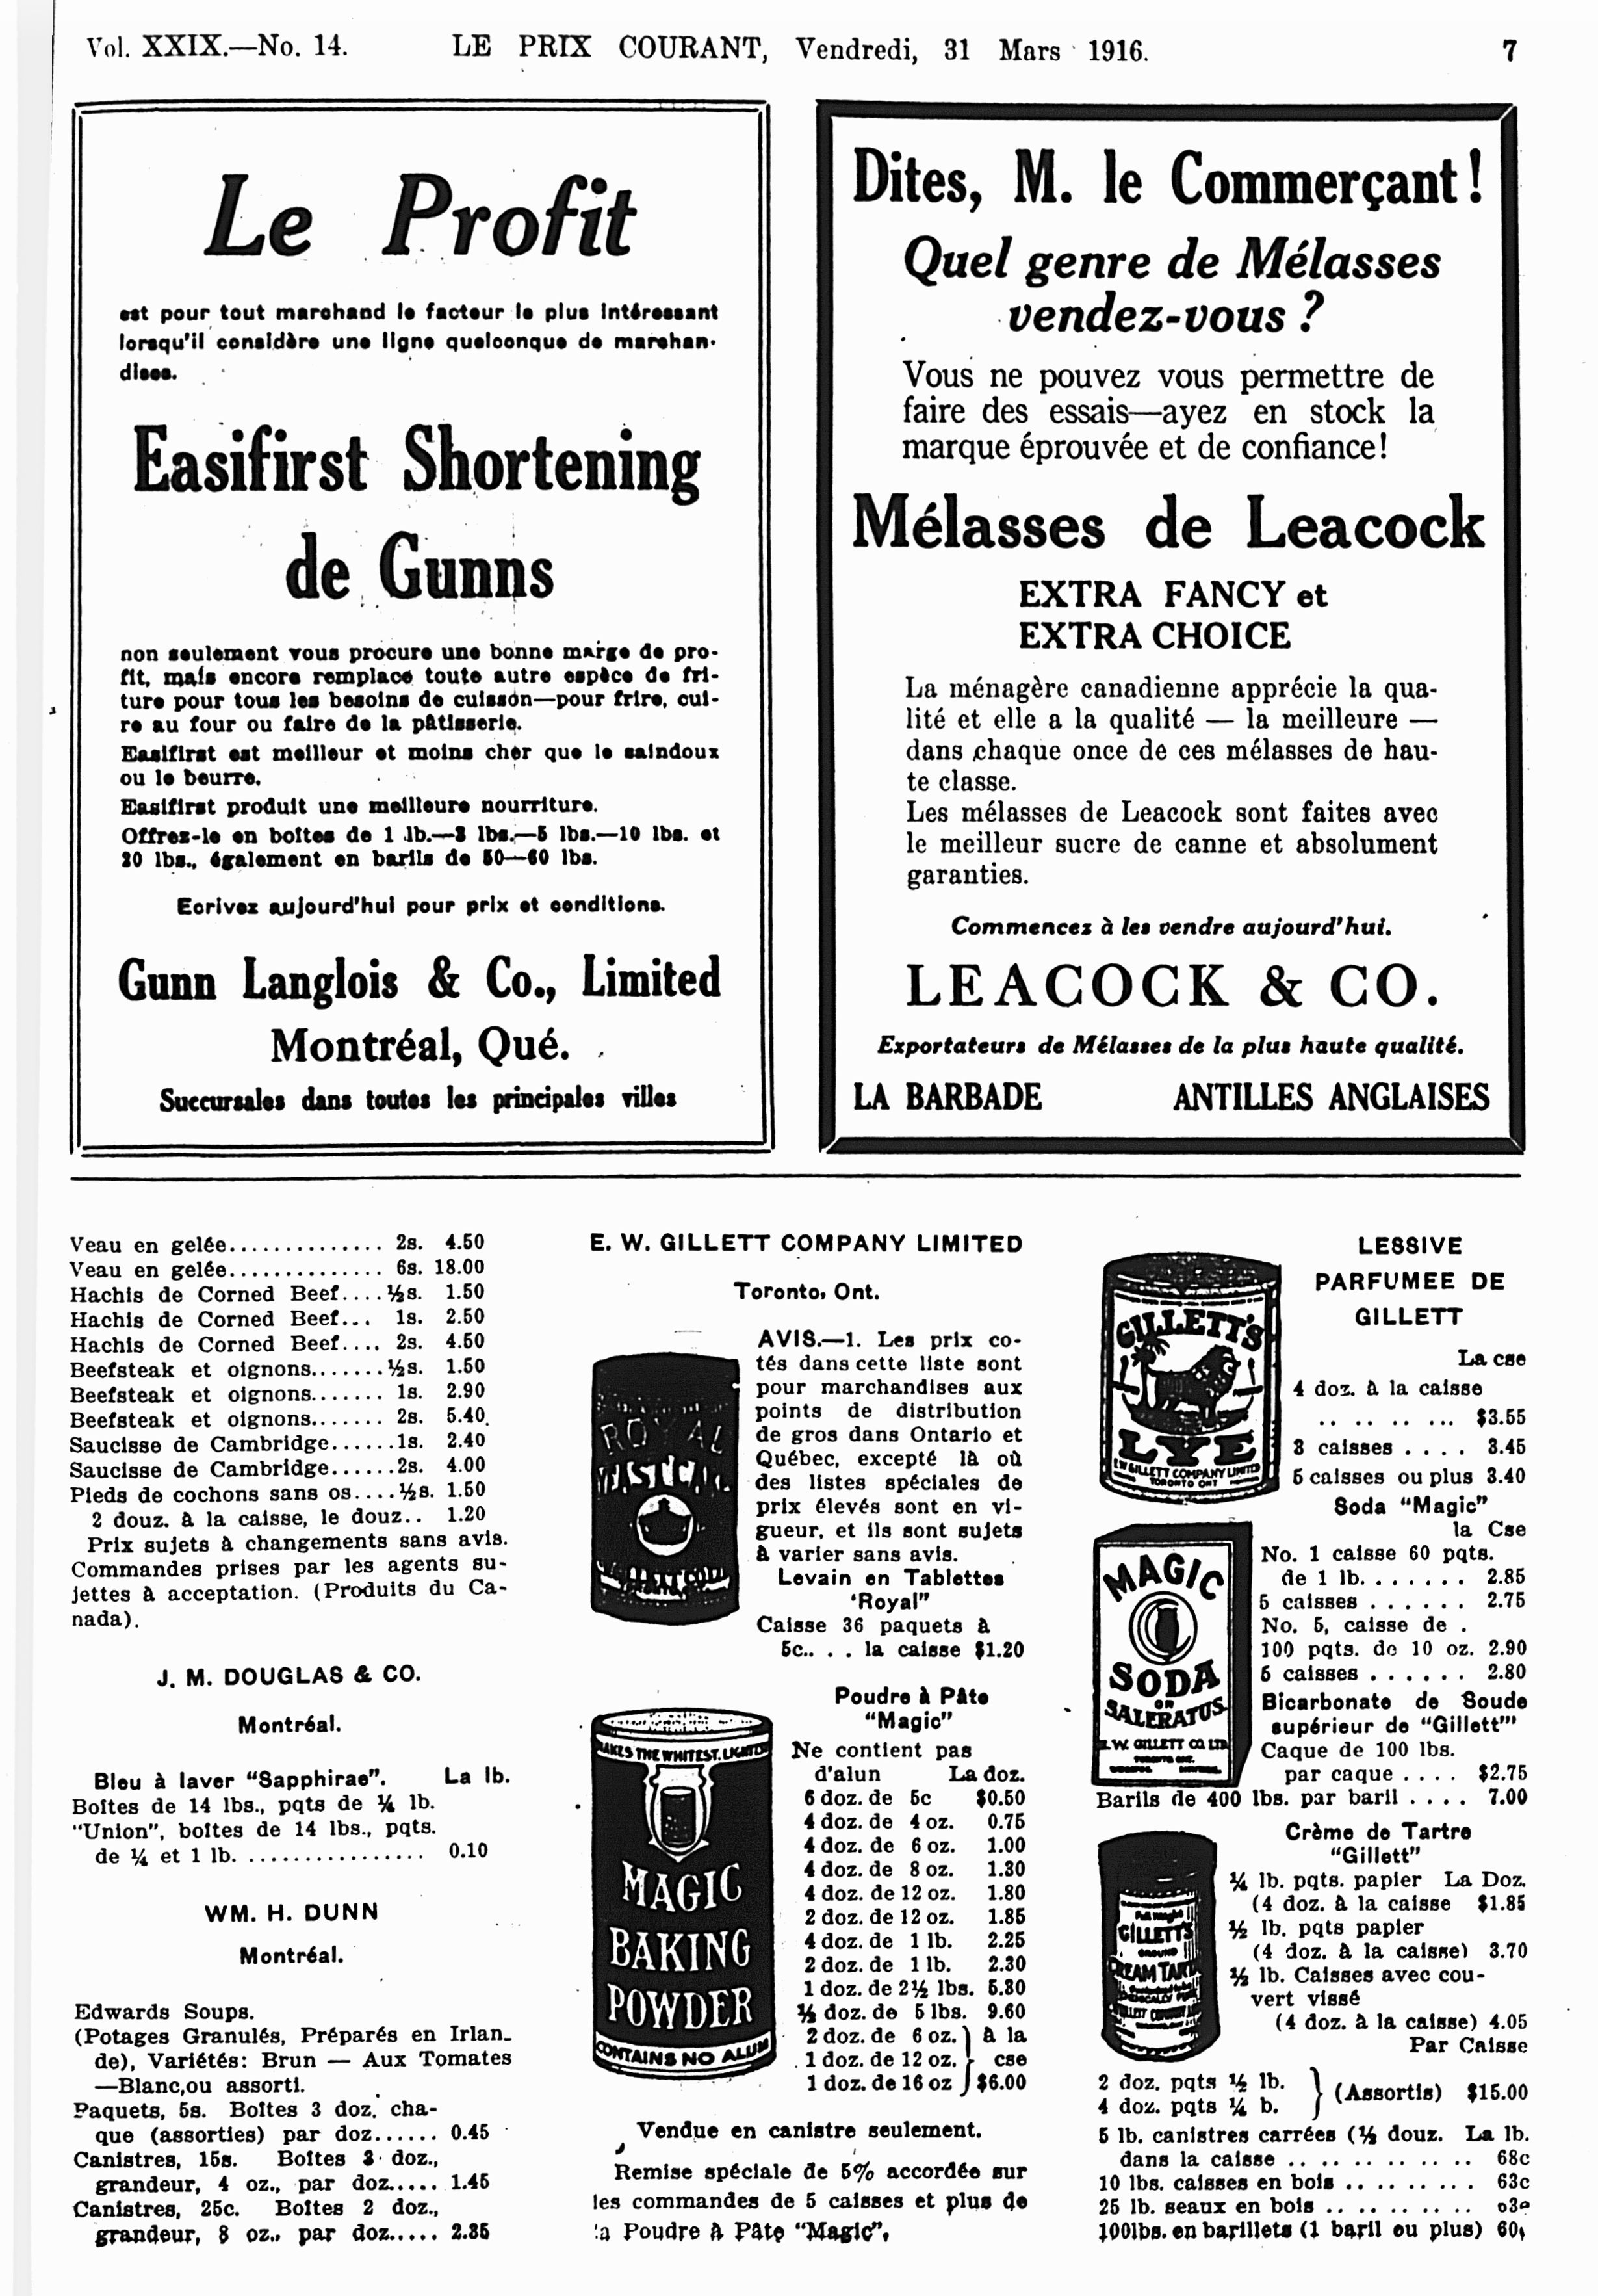 Vol. XXIX.—No. 14. LE PRIX COURANT, Vendredi, 31 Mars 1916. 7
Le Profit
est pour tout marchand le facteur le plus intéressant
lorsqu'il considère une ligne quelconque de marchan-
dises.
Easifirst Shortening
de Gunns
non seulement vous procure une bonne marge de pro-
fit, mais encore remplace toute autre espèce de fri-
ture pour tous les besoins de cuisson—pour frire, cui-
re au four ou faire de la pâtisserie.
Easifirst est meilleur et moins cher que le saindoux
ou le beurre.
Easifirst produit une meilleure nourriture.
Offrez-le en boîtes de 1 lb.—3 lbs.—5 lbs.—10 lbs. et
20 lbs., également en barils de 50—60 lbs.
Ecrivez aujourd'hui pour prix et conditions.
Gunn Langlois & Co., Limited
Montréal, Qué.
Succursales dans toutes les principales villes
Dites, M. le Commerçant!
Quel genre de Mélasses
vendez-vous ?
Vous ne pouvez vous permettre de
faire des essais—ayez en stock la
marque éprouvée et de confiance!
Mélasses de Leacock
EXTRA FANCY et
EXTRA CHOICE
La ménagère canadienne apprécie la qua-
lité et elle a la qualité — la meilleure —
dans chaque once de ces mélasses de hau-
te classe.
Les mélasses de Leacock sont faites avec
le meilleur sucre de canne et absolument
garanties.
Commencez à les vendre aujourd'hui.
LEACOCK & CO.
Exportateurs de Mélasses de la plus haute qualité.
LA BARBADE ANTILLES ANGLAISES
Veau en gelée............... 2s. 4.50
Veau en gelée............... 6s. 18.00
Hachis de Corned Beef....½s. 1.50
Hachis de Corned Beef... 1s. 2.50
Hachis de Corned Beef.... 2s. 4.50
Beefsteak et oignons.......½s. 1.50
Beefsteak et oignons....... 1s. 2.90
Beefsteak et oignons....... 2s. 5.40
Saucisse de Cambridge......1s. 2.40
Saucisse de Cambridge......2s. 4.00
Pieds de cochons sans os....½s. 1.50
2 douz. à la caisse, le douz.. 1.20
Prix sujets à changements sans avis.
Commandes prises par les agents su-
jettes à acceptation. (Produits du Ca-
nada).
J. M. DOUGLAS & CO.
Montréal.
Bleu à laver "Sapphirae". La lb.
Boîtes de 14 lbs., pqts de ¼ lb.
"Union", boîtes de 14 lbs., pqts.
de ¼ et 1 lb. ................ 0.10
WM. H. DUNN
Montréal.
Edwards Soups.
(Potages Granulés, Préparés en Irlan-
de), Variétés: Brun — Aux Tomates
—Blanc,ou assorti.
Paquets, 5s. Boîtes 3 doz. cha-
que (assorties) par doz...... 0.45
Canistres, 15s. Boîtes 3 doz.,
grandeur, 4 oz., par doz..... 1.45
Canistres, 25c. Boîtes 2 doz.,
grandeur, 8 oz., par doz..... 2.85
E. W. GILLETT COMPANY LIMITED
Toronto, Ont.
ROYAL
YEAST CAKES
AVIS.—1. Les prix co-
tés dans cette liste sont
pour marchandises aux
points de distribution
de gros dans Ontario et
Québec, excepté là où
des listes spéciales de
prix élevés sont en vi-
gueur, et ils sont sujets
à varier sans avis.
Levain en Tablettes
'Royal"
Caisse 36 paquets à
5c.. . . la caisse $1.20
MAKES THE WHITEST, LIGHTEST
MAGIC
BAKING
POWDER
CONTAINS NO ALUM
Poudre à Pâte
"Magic"
Ne contient pas
d'alun La doz.
6 doz. de 5c $0.50
4 doz. de 4 oz. 0.75
4 doz. de 6 oz. 1.00
4 doz. de 8 oz. 1.30
4 doz. de 12 oz. 1.80
2 doz. de 12 oz. 1.85
4 doz. de 1 lb. 2.25
2 doz. de 1 lb. 2.30
1 doz. de 2½ lbs. 5.30
½ doz. de 5 lbs. 9.60
2 doz. de 6 oz. } à la
1 doz. de 12 oz. } cse
1 doz. de 16 oz } $6.00
Vendue en canistre seulement.
Remise spéciale de 5% accordée sur
les commandes de 5 caisses et plus de
la Poudre à Pâte "Magic",
GILLETT'S
LYE
E.W. GILLETT COMPANY LIMITED
TORONTO ONT
LESSIVE
PARFUMEE DE
GILLETT
La cse
4 doz. à la caisse
.. .. .. .. ... $3.55
3 caisses . . . . 3.45
5 caisses ou plus 3.40
MAGIC
SODA
OR
SALERATUS
E.W. GILLETT CO LTD
Soda "Magic"
la Cse
No. 1 caisse 60 pqts.
de 1 lb. . . . . . . 2.85
5 caisses . . . . . . 2.75
No. 5, caisse de .
100 pqts. de 10 oz. 2.90
5 caisses . . . . . . 2.80
Bicarbonate de Soude
supérieur de "Gillett"'
Caque de 100 lbs.
par caque . . . . $2.75
Barils de 400 lbs. par baril . . . . 7.00
GILLETT'S
GROUND
CREAM TARTAR
Crème de Tartre
"Gillett"
¼ lb. pqts. papier La Doz.
(4 doz. à la caisse $1.85
½ lb. pqts papier
(4 doz. à la caisse) 3.70
½ lb. Caisses avec cou-
vert vissé
(4 doz. à la caisse) 4.05
Par Caisse
2 doz. pqts ½ lb. }
4 doz. pqts ¼ b. } (Assortis) $15.00
5 lb. canistres carrées (½ douz. La lb.
dans la caisse .. .. .. .. .. .. 68c
10 lbs. caisses en bois .. .. .. .. .. 63c
25 lb. seaux en bois .. .. .. .. ..
100lbs. en barillets (1 baril ou plus) 60